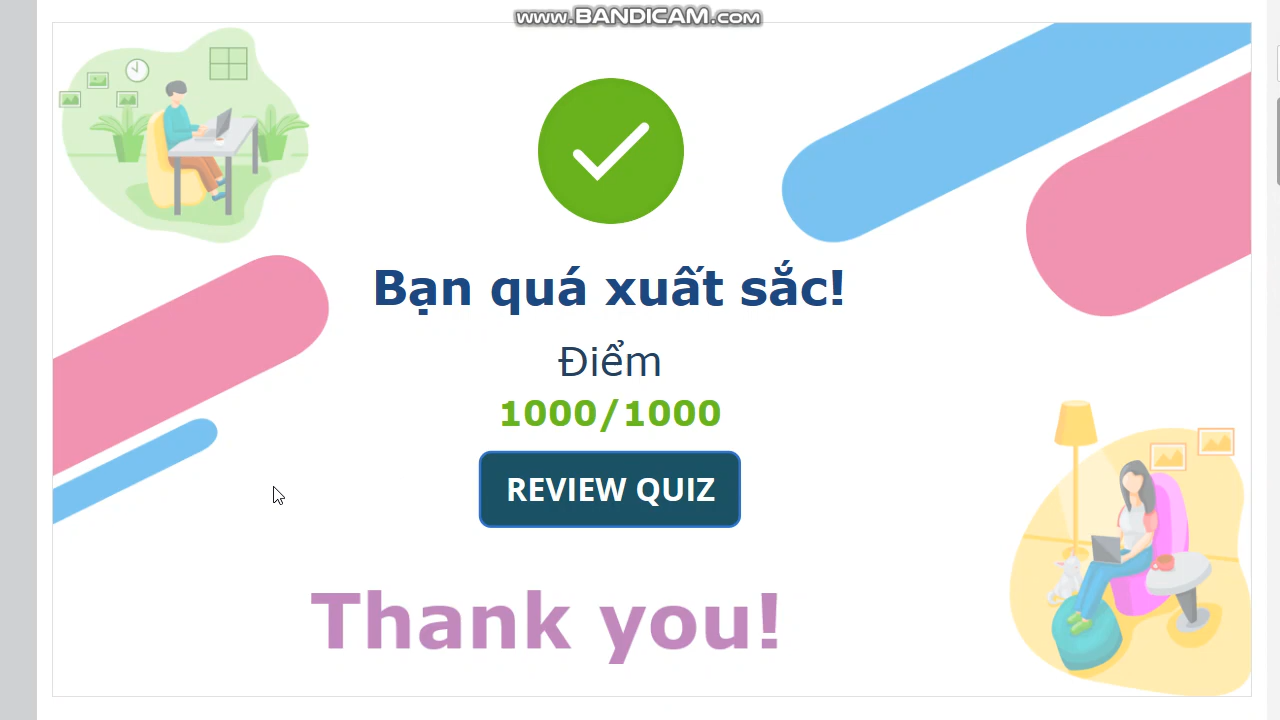 www.BANDICAM.com
Bạn quá xuất sắc!
Điểm
1000/1000
REVIEW QUIZ
Thank you!